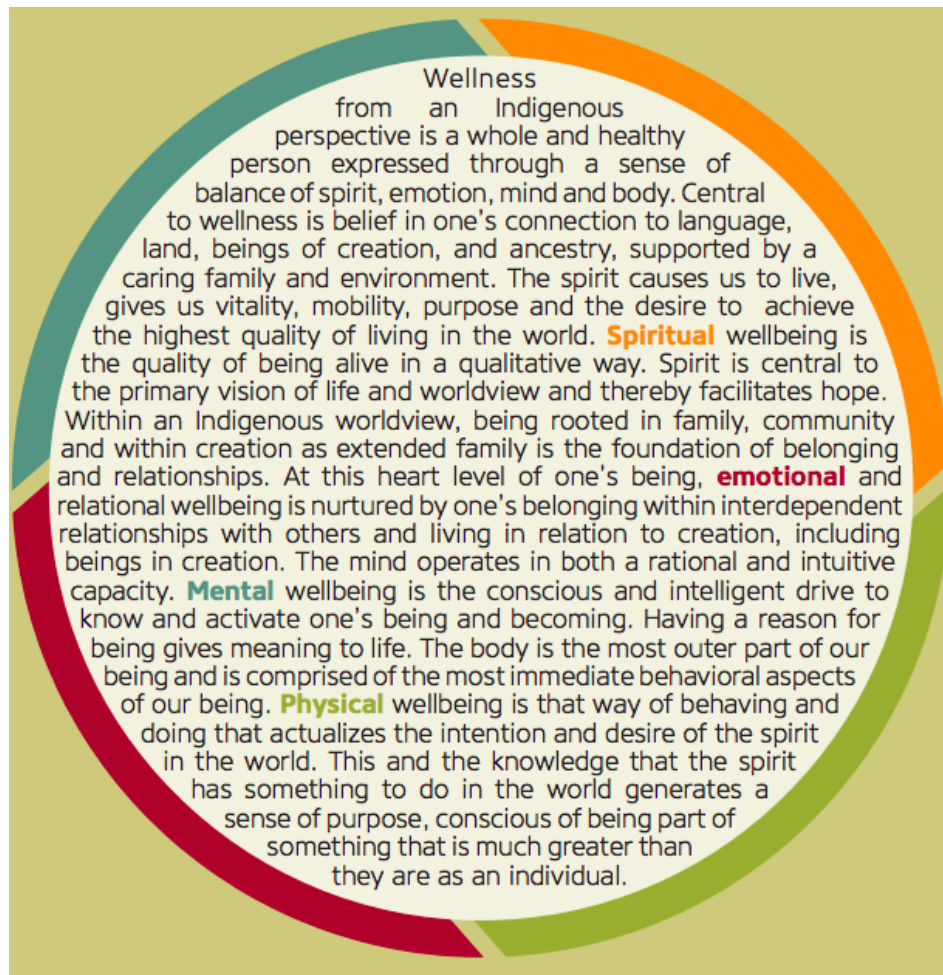 Wellness
from an Indigenous
perspective is a whole and healthy
person expressed through a sense of
balance of spirit, emotion, mind and body. Central
to wellness is belief in one's connection to language,
land, beings of creation, and ancestry, supported by a
caring family and environment. The spirit causes us to live,
gives us vitality, mobility, purpose and the desire to achieve
the highest quality of living in the world. Spiritual wellbeing is
the quality of being alive in a qualitative way. Spirit is central to
the primary vision of life and worldview and thereby facilitates hope.
Within an Indigenous worldview, being rooted in family, community
and within creation as extended family is the foundation of belonging
and relationships. At this heart level of one's being, emotional and
relational wellbeing is nurtured by one's belonging within interdependent
relationships with others and living in relation to creation, including
beings in creation. The mind operates in both a rational and intuitive
capacity. Mental wellbeing is the conscious and intelligent drive to
know and activate one's being and becoming. Having a reason for
being gives meaning to life. The body is the most outer part of our
being and is comprised of the most immediate behavioral aspects
of our being. Physical wellbeing is that way of behaving and
doing that actualizes the intention and desire of the spirit
in the world. This and the knowledge that the spirit
has something to do in the world generates a
sense of purpose, conscious of being part of
something that is much greater than
they are as an individual.